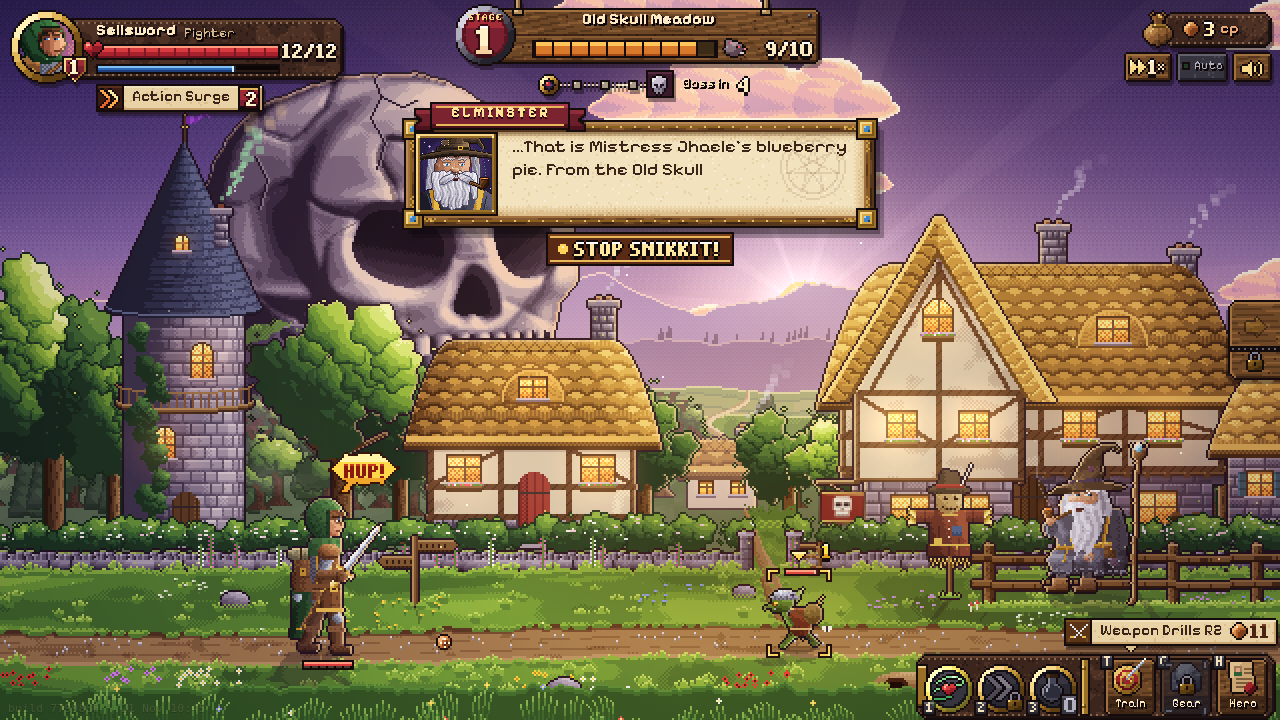 Sellsword Fighter
12/12
1
Action Surge 2
STAGE
1
Old Skull Meadow
9/10
Boss in 4
3 cp
1x
Auto
ELMINSTER
...That is Mistress Jhaele's blueberry
pie. From the Old Skull
STOP SNIKKIT!
HUP!
1
Weapon Drills R2 11
1 2 3 0
T Train
Gear
H Hero